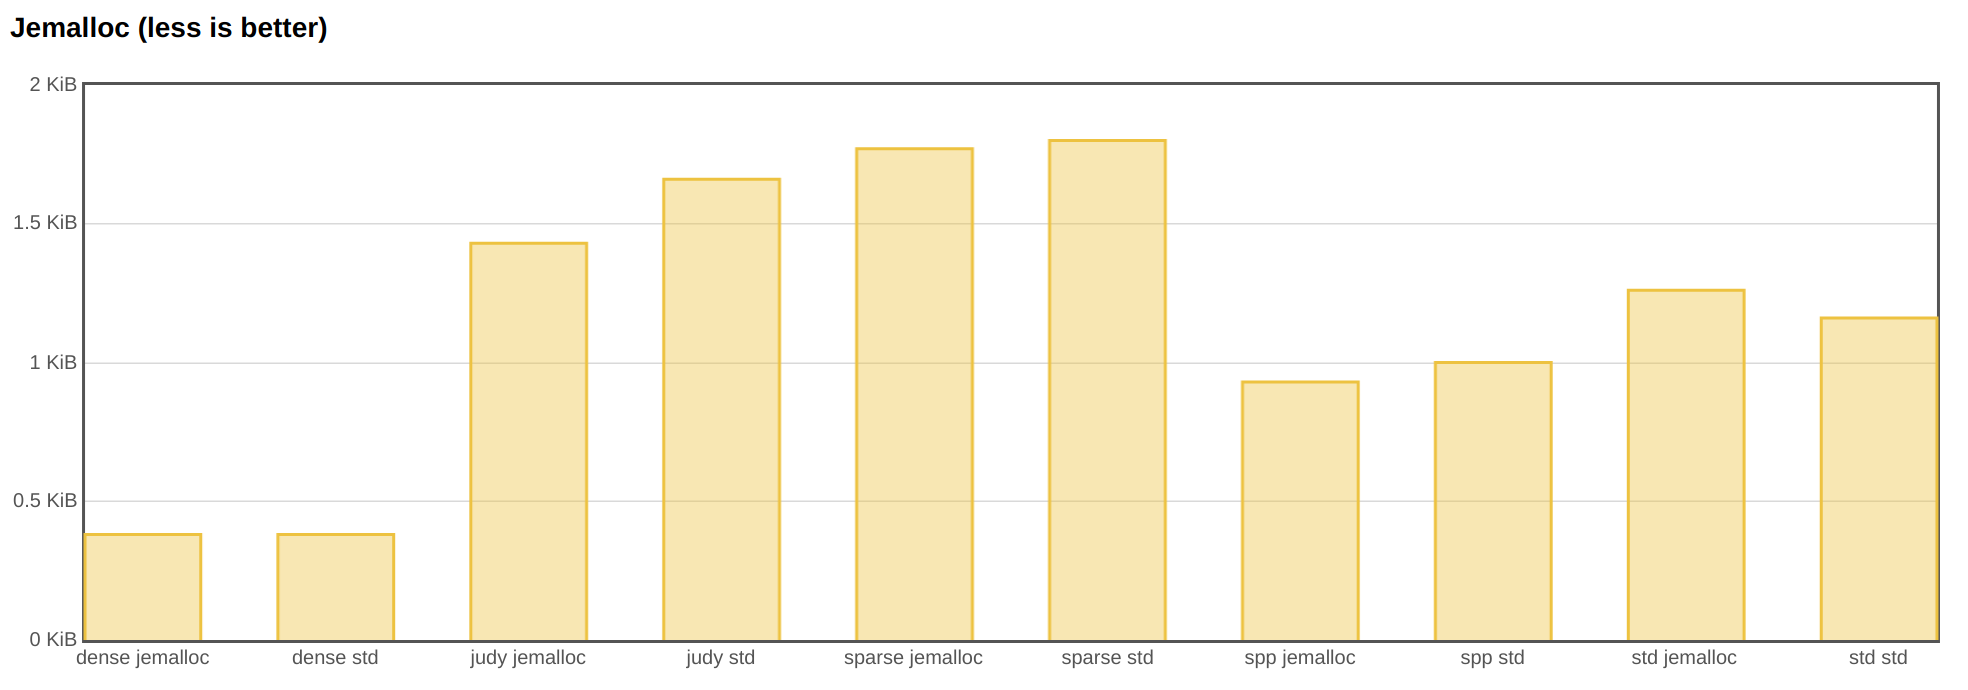 Jemalloc (less is better)
2 KiB
1.5 KiB
1 KiB
0.5 KiB
0 KiB
dense jemalloc dense std judy jemalloc judy std sparse jemalloc sparse std spp jemalloc spp std std jemalloc std std